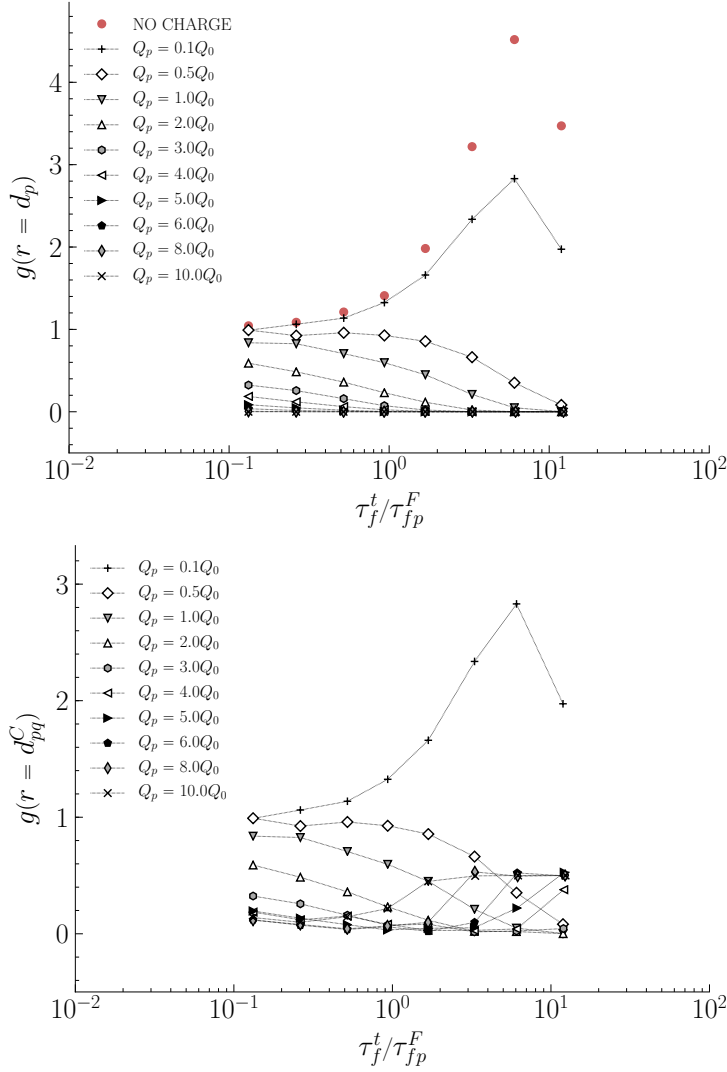 NO CHARGE
Q_p = 0.1Q_0
Q_p = 0.5Q_0
Q_p = 1.0Q_0
Q_p = 2.0Q_0
Q_p = 3.0Q_0
Q_p = 4.0Q_0
Q_p = 5.0Q_0
Q_p = 6.0Q_0
Q_p = 8.0Q_0
Q_p = 10.0Q_0
g(r = d_p)
4
3
2
1
0
10^{-2}
10^{-1}
10^0
10^1
10^2
τ_f^t/τ_{fp}^F
Q_p = 0.1Q_0
Q_p = 0.5Q_0
Q_p = 1.0Q_0
Q_p = 2.0Q_0
Q_p = 3.0Q_0
Q_p = 4.0Q_0
Q_p = 5.0Q_0
Q_p = 6.0Q_0
Q_p = 8.0Q_0
Q_p = 10.0Q_0
g(r = d_{pq}^C)
3
2
1
0
10^{-2}
10^{-1}
10^0
10^1
10^2
τ_f^t/τ_{fp}^F